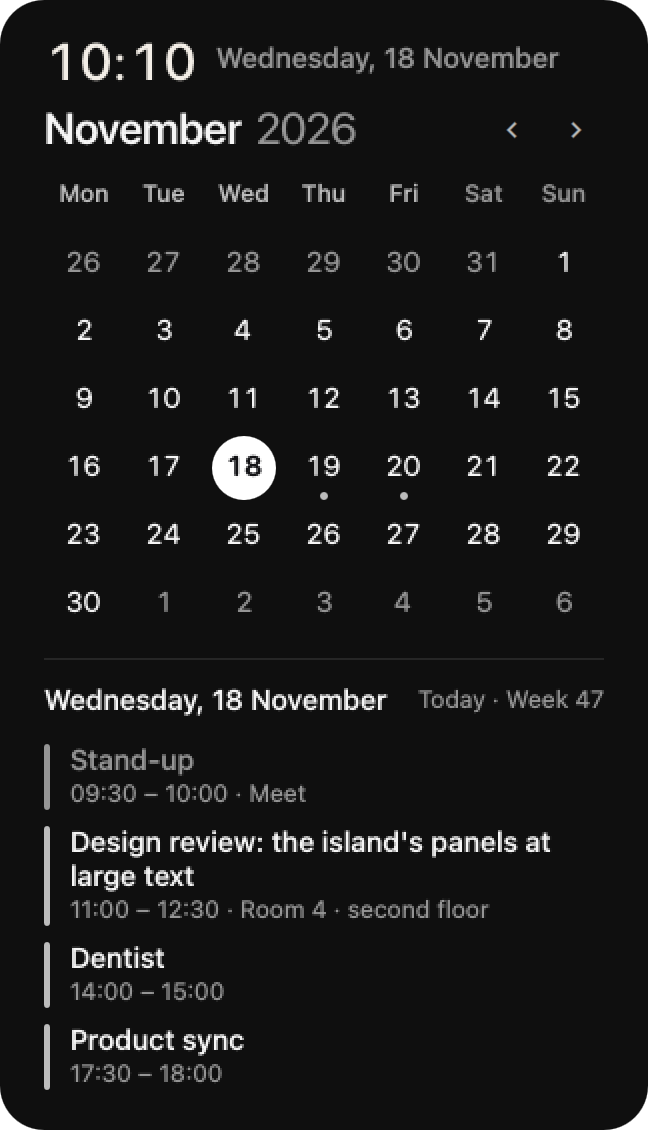 10:10 Wednesday, 18 November
November 2026
Mon Tue Wed Thu Fri Sat Sun
26 27 28 29 30 31 1
2 3 4 5 6 7 8
9 10 11 12 13 14 15
16 17 18 19 20 21 22
23 24 25 26 27 28 29
30 1 2 3 4 5 6
Wednesday, 18 November Today · Week 47
Stand-up
09:30 – 10:00 · Meet
Design review: the island's panels at
large text
11:00 – 12:30 · Room 4 · second floor
Dentist
14:00 – 15:00
Product sync
17:30 – 18:00